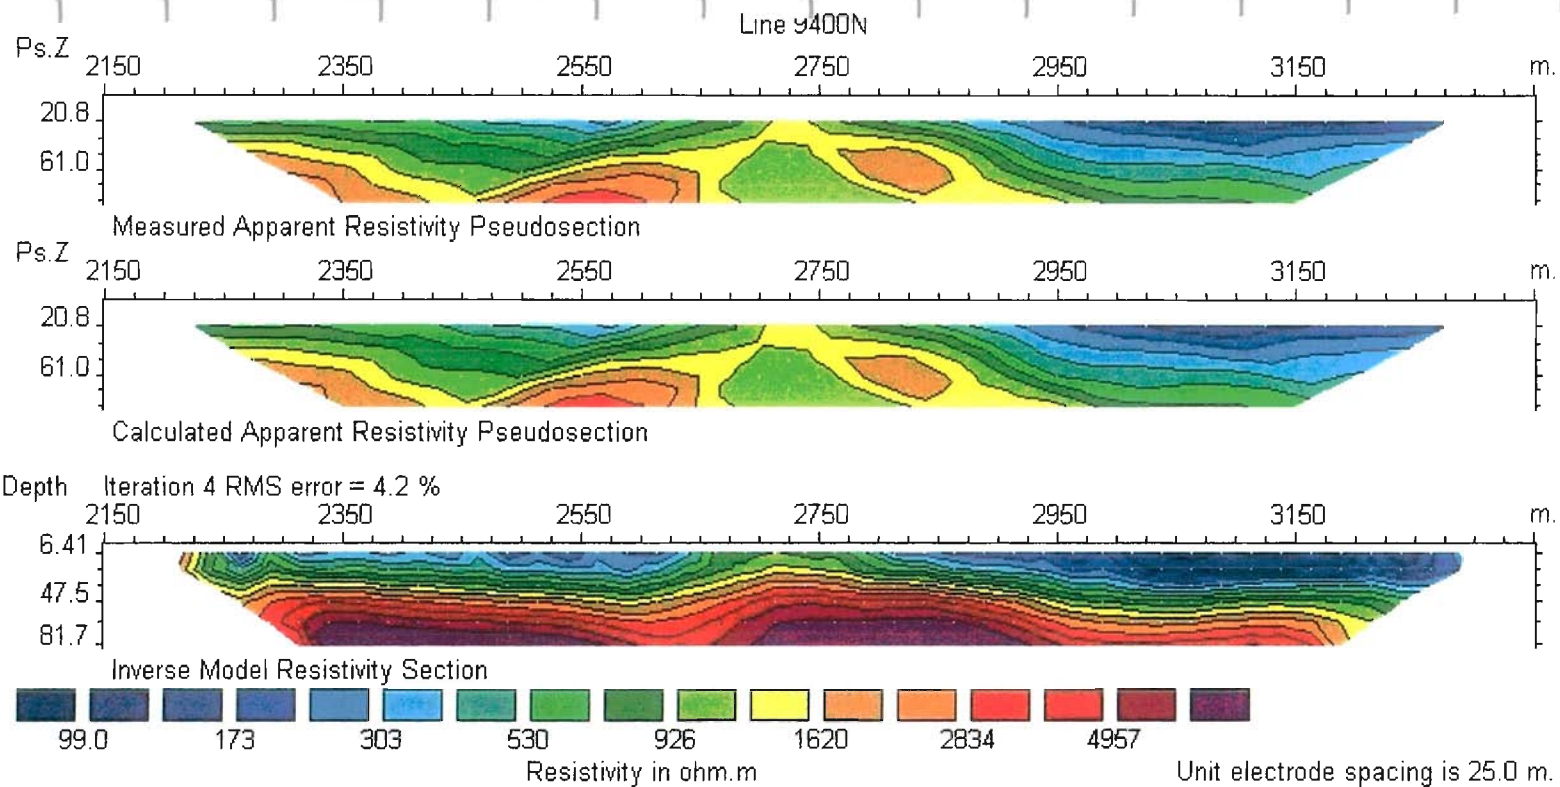 Line 9400N
Ps.Z
2150 2350 2550 2750 2950 3150 m.
20.8
61.0
Measured Apparent Resistivity Pseudosection
Ps.Z
2150 2350 2550 2750 2950 3150 m.
20.8
61.0
Calculated Apparent Resistivity Pseudosection
Depth Iteration 4 RMS error = 4.2 %
2150 2350 2550 2750 2950 3150 m.
6.41
47.5
81.7
Inverse Model Resistivity Section
99.0 173 303 530 926 1620 2834 4957
Resistivity in ohm.m Unit electrode spacing is 25.0 m.